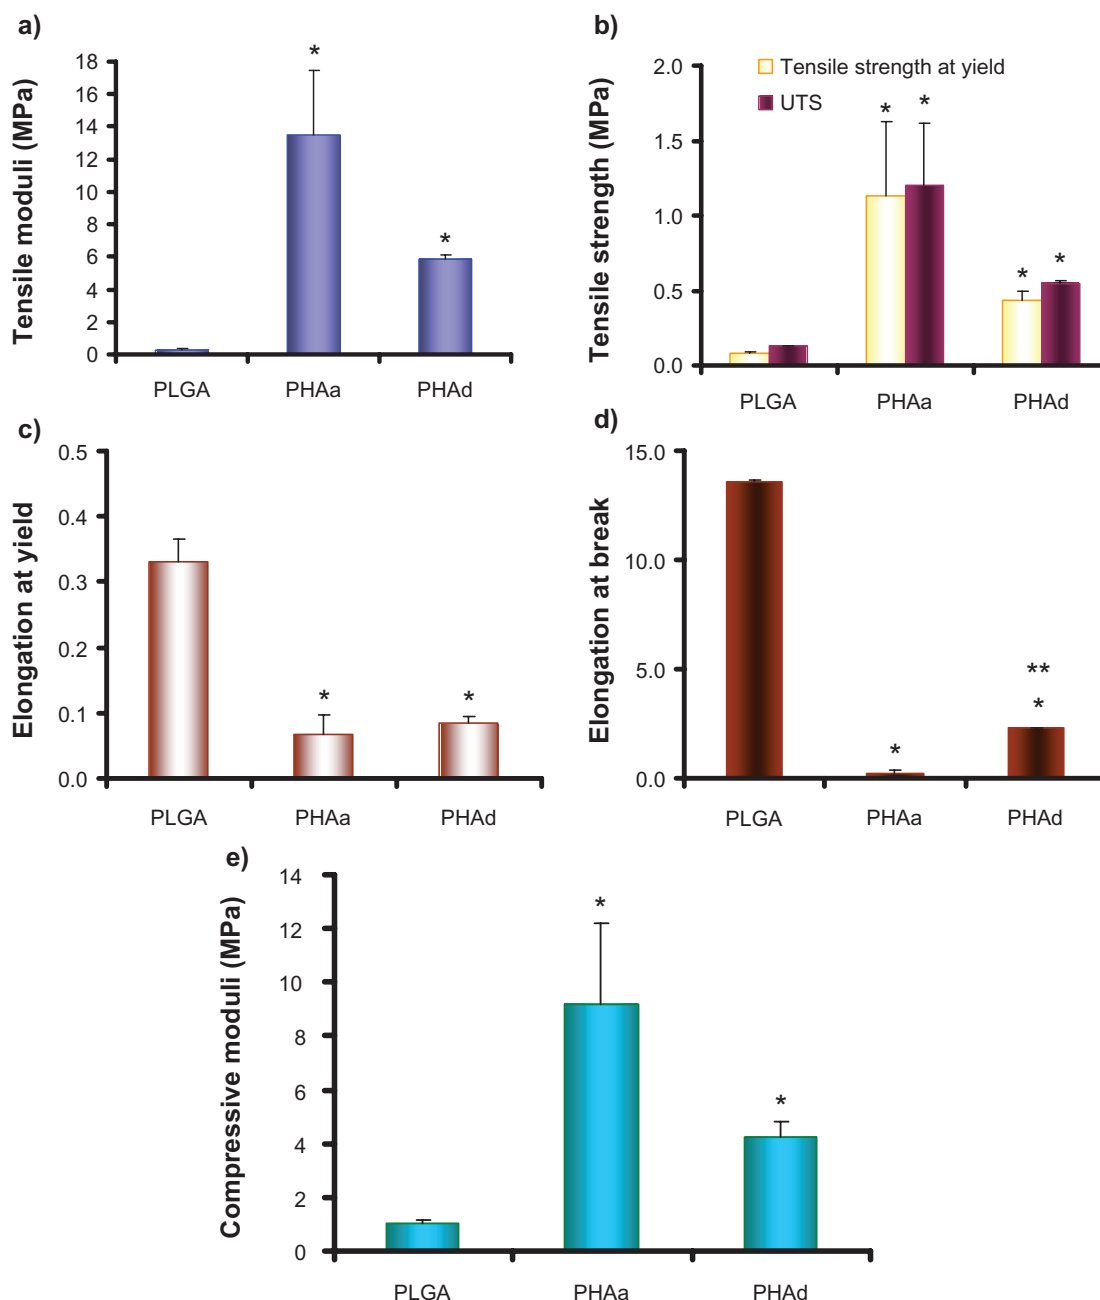 a)
Tensile moduli (MPa)
18
16
14
12
10
8
6
4
2
0
*
*
PLGA
PHAa
PHAd
b)
Tensile strength (MPa)
2.0
1.5
1.0
0.5
0.0
Tensile strength at yield
UTS
*
*
*
*
PLGA
PHAa
PHAd
c)
Elongation at yield
0.5
0.4
0.3
0.2
0.1
0.0
*
*
PLGA
PHAa
PHAd
d)
Elongation at break
15.0
10.0
5.0
0.0
*
**
*
PLGA
PHAa
PHAd
e)
Compressive moduli (MPa)
14
12
10
8
6
4
2
0
*
*
PLGA
PHAa
PHAd